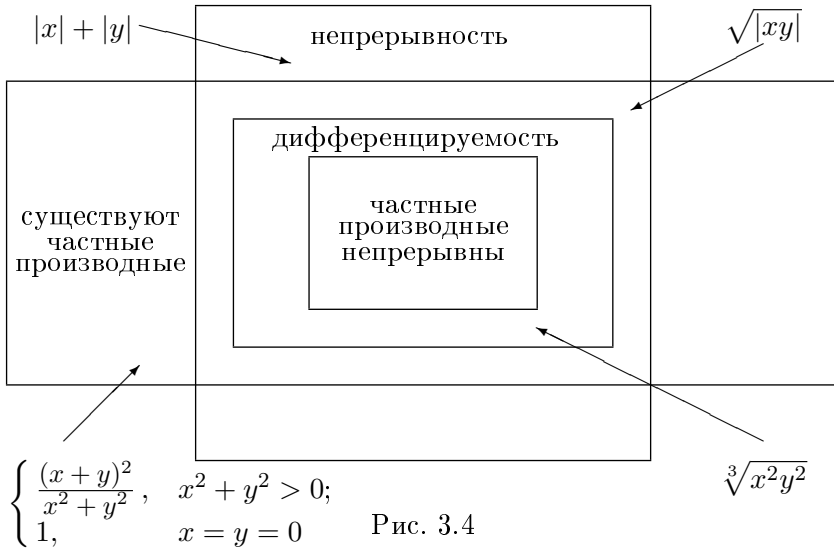 |x| + |y|
непрерывность
√|xy|
дифференцируемость
существуют
частные
производные
частные
производные
непрерывны
{ (x + y)² / (x² + y²) ,   x² + y² > 0;
1,   x = y = 0
∛x²y²
Рис. 3.4